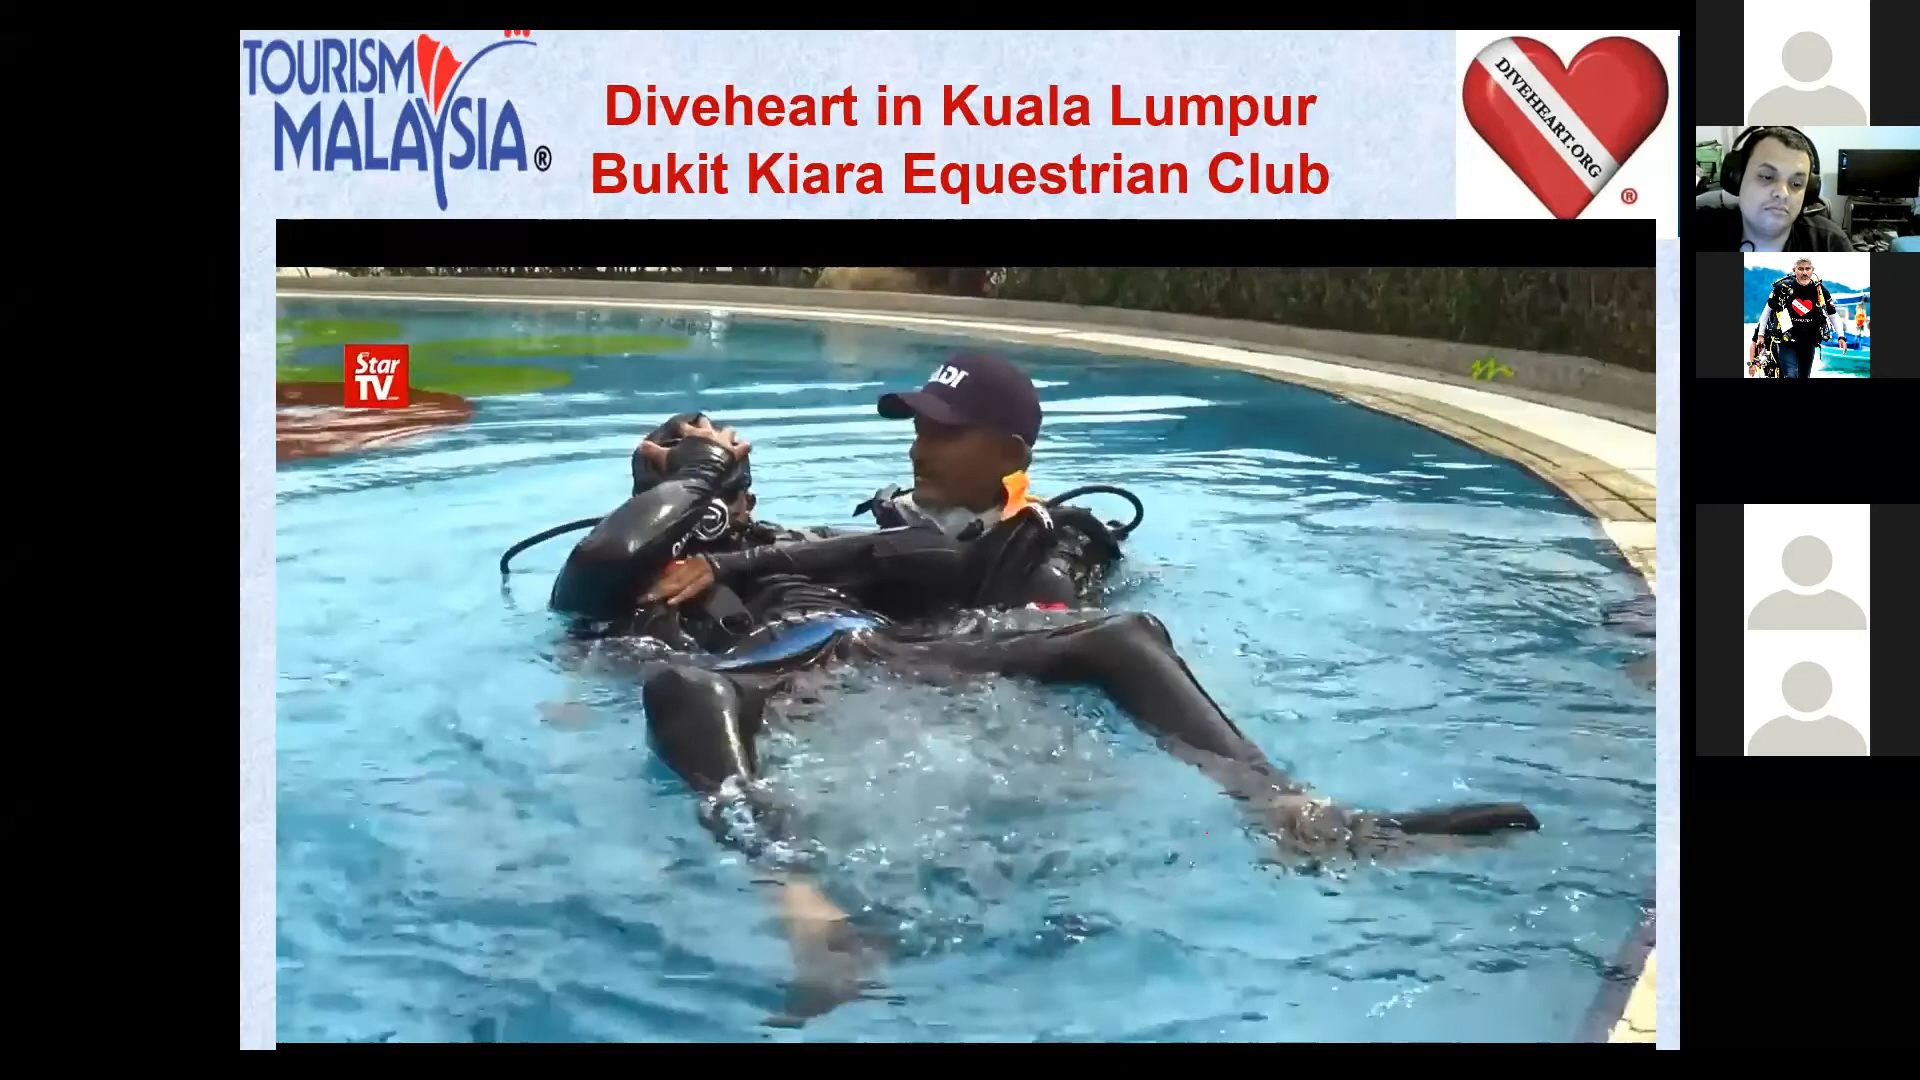 TOURISM
MALAYSIA ®
Diveheart in Kuala Lumpur
Bukit Kiara Equestrian Club
DIVEHEART.ORG
®
Star
TV